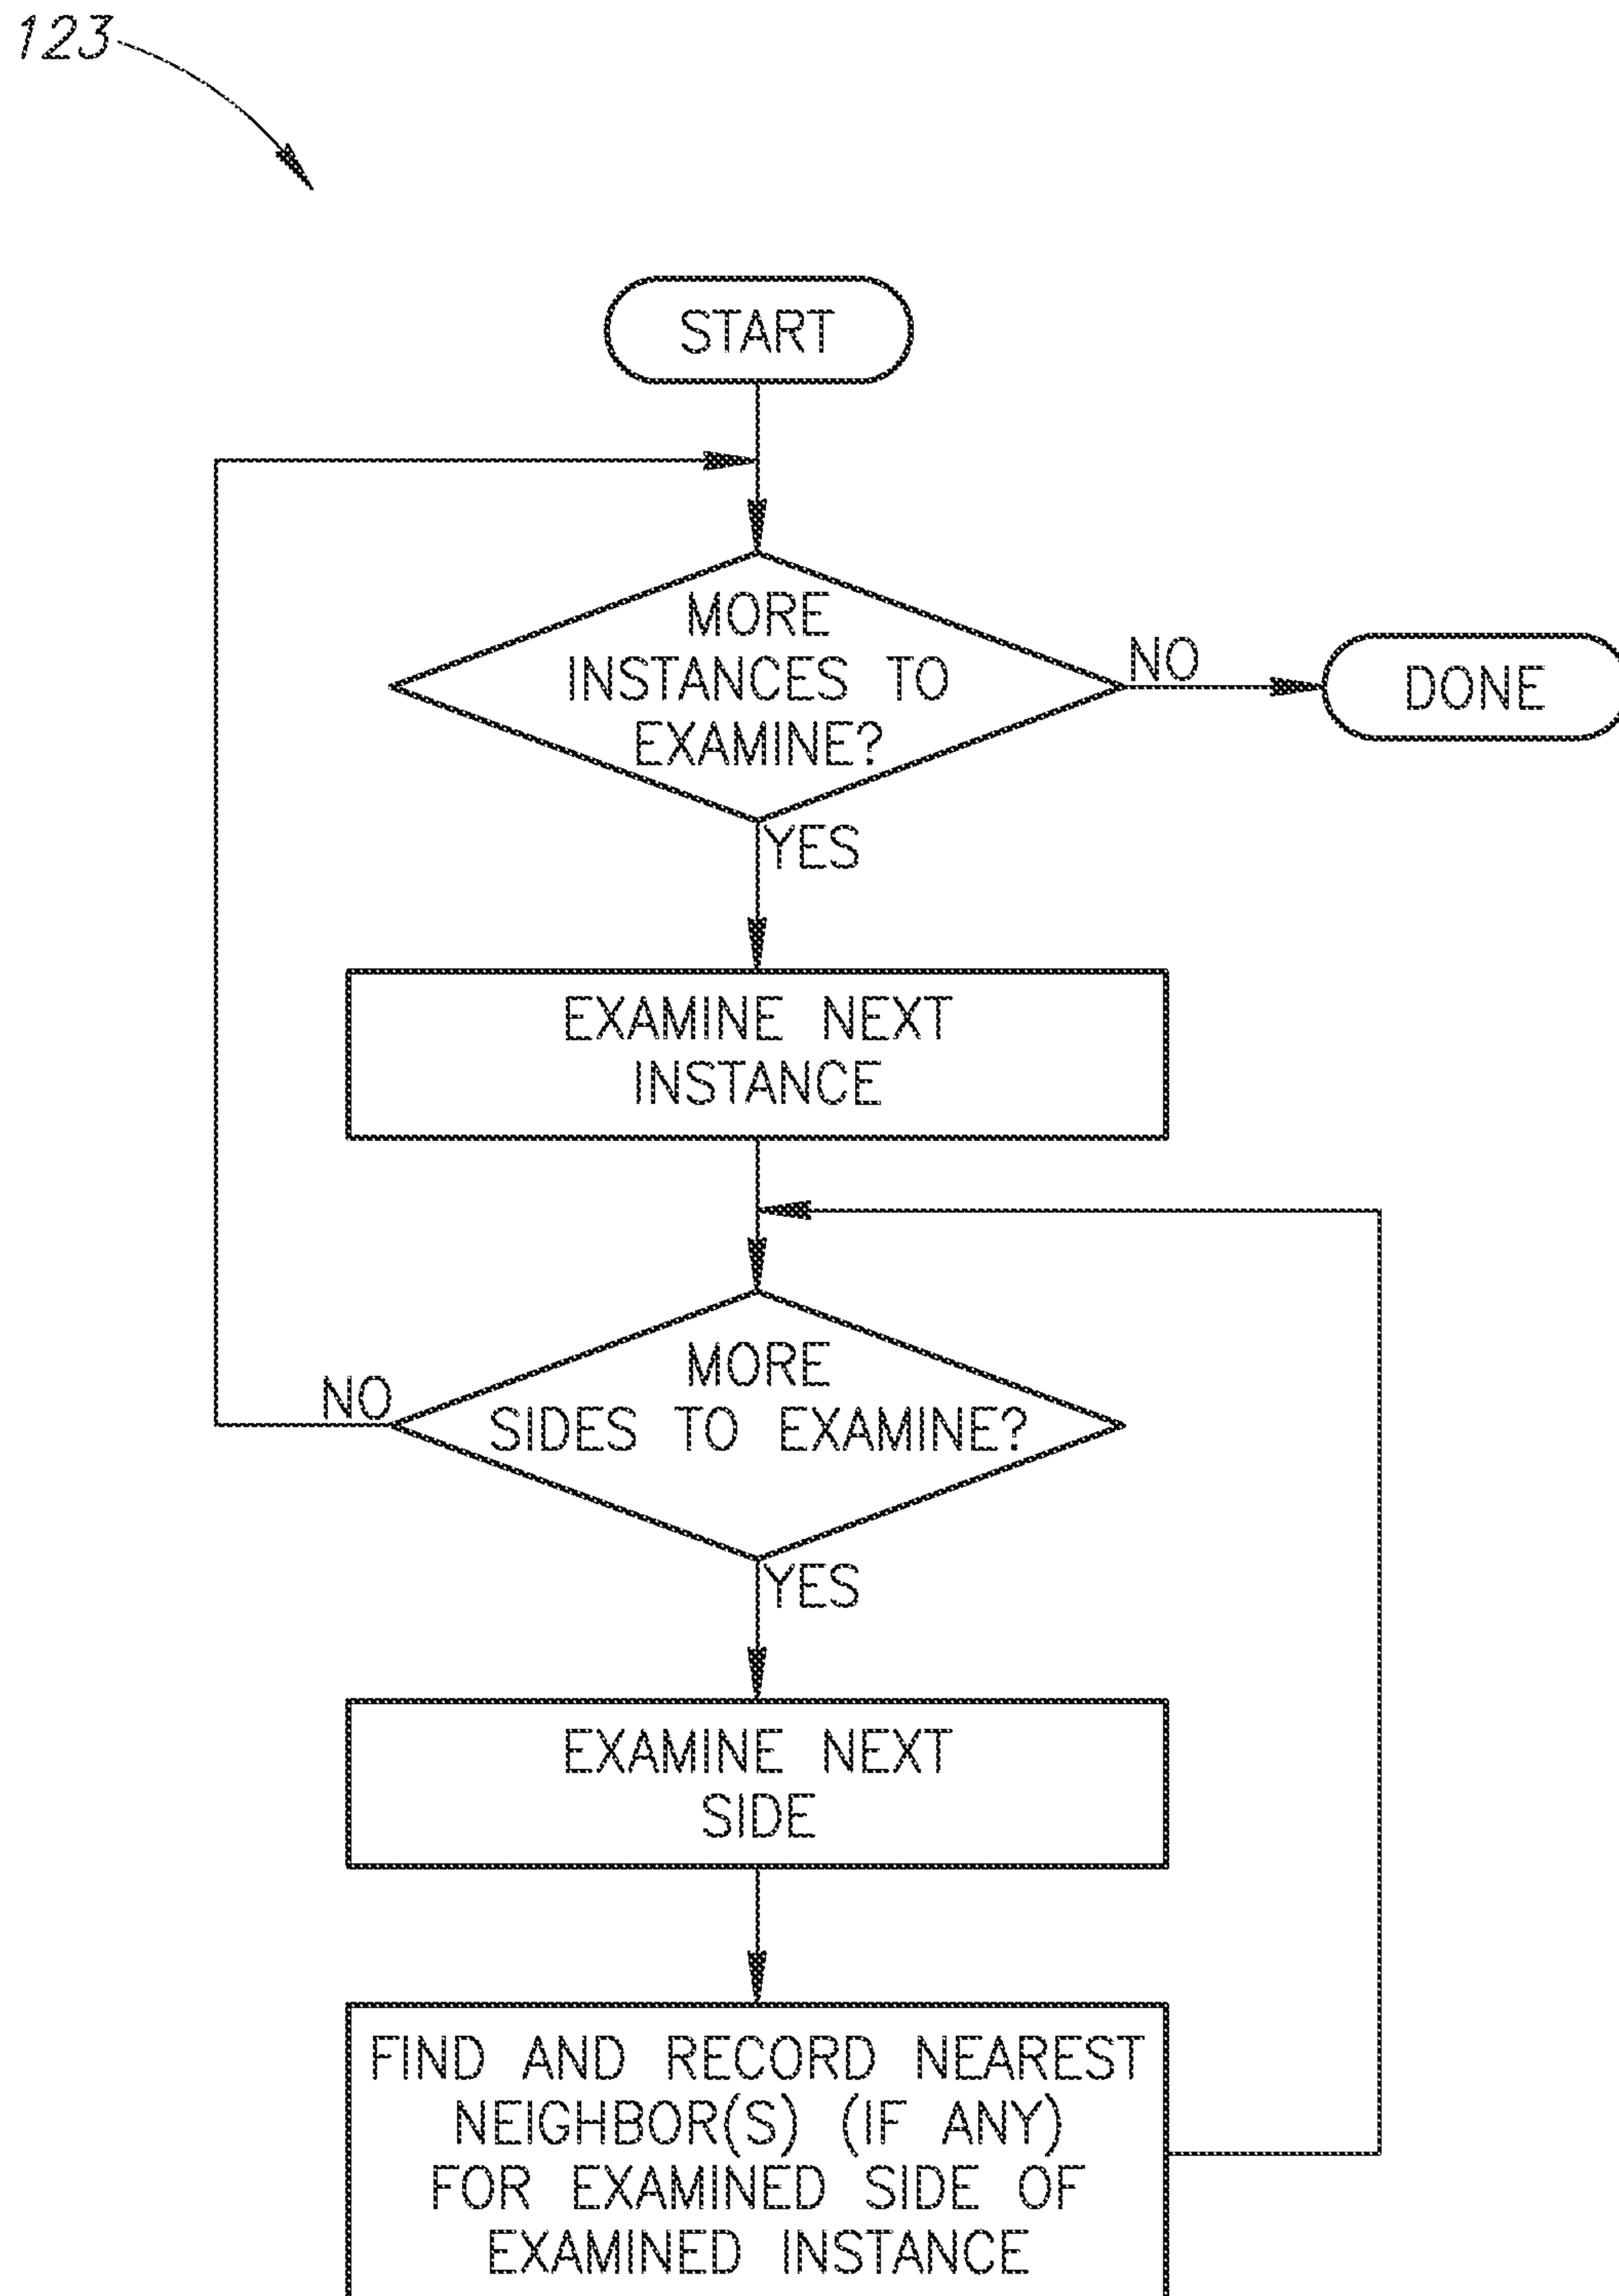 123
START
MORE
INSTANCES TO
EXAMINE?
NO
DONE
YES
EXAMINE NEXT
INSTANCE
MORE
SIDES TO EXAMINE?
NO
YES
EXAMINE NEXT
SIDE
FIND AND RECORD NEAREST
NEIGHBOR(S) (IF ANY)
FOR EXAMINED SIDE OF
EXAMINED INSTANCE